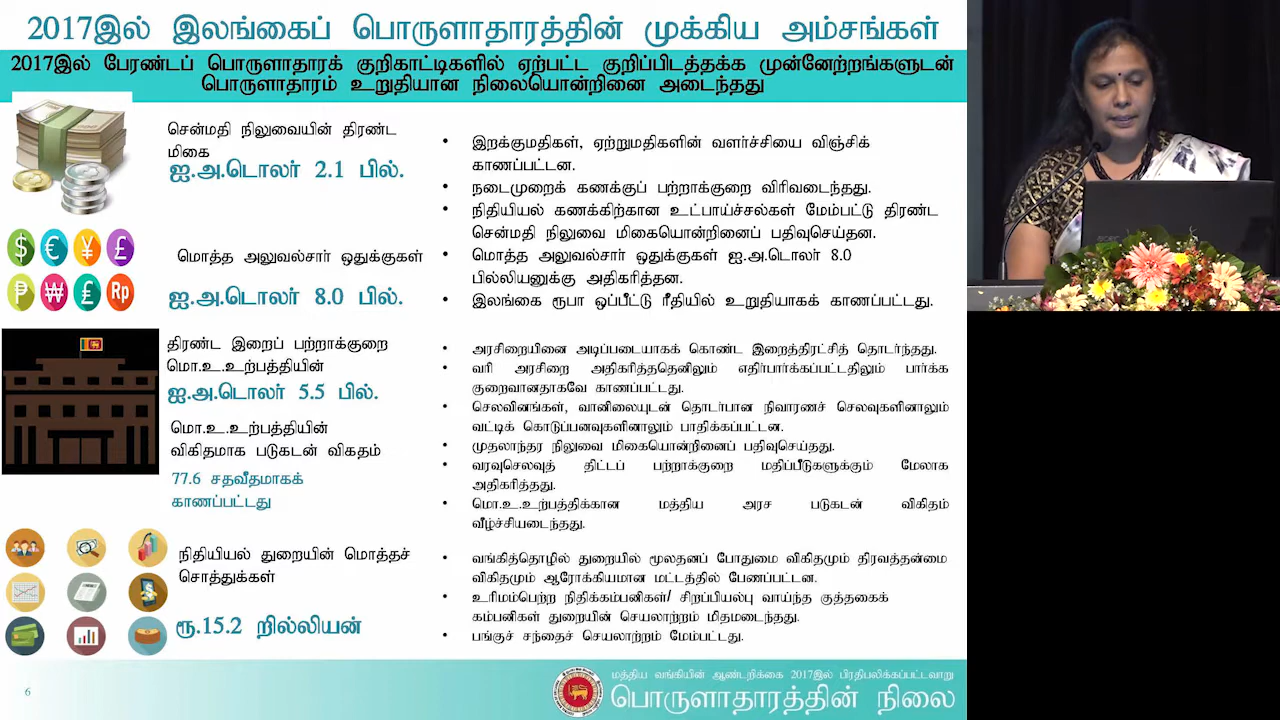 2017இல் இலங்கைப் பொருளாதாரத்தின் முக்கிய அம்சங்கள்
2017இல் பேரண்டப் பொருளாதாரக் குறிகாட்டிகளில் ஏற்பட்ட குறிப்பிடத்தக்க முன்னேற்றங்களுடன்
பொருளாதாரம் உறுதியான நிலையொன்றினை அடைந்தது
சென்மதி நிலுவையின் திரண்ட
மிகை
ஐ.அ.டொலர் 2.1 பில்.
• இறக்குமதிகள், ஏற்றுமதிகளின் வளர்ச்சியை விஞ்சிக்
காணப்பட்டன.
• நடைமுறைக் கணக்குப் பற்றாக்குறை விரிவடைந்தது.
• நிதியியல் கணக்கிற்கான உட்பாய்ச்சல்கள் மேம்பட்டு திரண்ட
சென்மதி நிலுவை மிகையொன்றினைப் பதிவுசெய்தன.
$ € ¥ £
₱ ₩ £ Rp
மொத்த அலுவல்சார் ஒதுக்குகள்
ஐ.அ.டொலர் 8.0 பில்.
• மொத்த அலுவல்சார் ஒதுக்குகள் ஐ.அ.டொலர் 8.0
பில்லியனுக்கு அதிகரித்தன.
• இலங்கை ரூபா ஒப்பீட்டு ரீதியில் உறுதியாகக் காணப்பட்டது.
திரண்ட இறைப் பற்றாக்குறை
மொ.உ.உற்பத்தியின்
ஐ.அ.டொலர் 5.5 பில்.
மொ.உ.உற்பத்தியின்
விகிதமாக படுகடன் விகதம்
77.6 சதவீதமாகக்
காணப்பட்டது
• அரசிறையினை அடிப்படையாகக் கொண்ட இறைத்திரட்சித் தொடர்ந்தது.
• வரி அரசிறை அதிகரித்ததெனிலும் எதிர்பார்க்கப்பட்டதிலும் பார்க்க
குறைவானதாகவே காணப்பட்டது.
• செலவினங்கள், வானிலையுடன் தொடர்பான நிவாரணச் செலவுகளினாலும்
வட்டிக் கொடுப்பனவுகளினாலும் பாதிக்கப்பட்டன.
• முதலாந்தர நிலுவை மிகையொன்றினைப் பதிவுசெய்தது.
• வரவுசெலவுத் திட்டப் பற்றாக்குறை மதிப்பீடுகளுக்கும் மேலாக
அதிகரித்தது.
• மொ.உ.உற்பத்திக்கான மத்திய அரச படுகடன் விகிதம்
வீழ்ச்சியடைந்தது.
நிதியியல் துறையின் மொத்தச்
சொத்துக்கள்
ரூ.15.2 றில்லியன்
• வங்கித்தொழில் துறையில் மூலதனப் போதுமை விகிதமும் திரவத்தன்மை
விகிதமும் ஆரோக்கியமான மட்டத்தில் பேணப்பட்டன.
• உரிமம்பெற்ற நிதிக்கம்பனிகள்/ சிறப்பியல்பு வாய்ந்த குத்தகைக்
கம்பனிகள் துறையின் செயலாற்றம் மிதமடைந்தது.
• பங்குச் சந்தைச் செயலாற்றம் மேம்பட்டது.
6
மத்திய வங்கியின் ஆண்டறிக்கை 2017இல் பிரதிபலிக்கப்பட்டவாறு
பொருளாதாரத்தின் நிலை